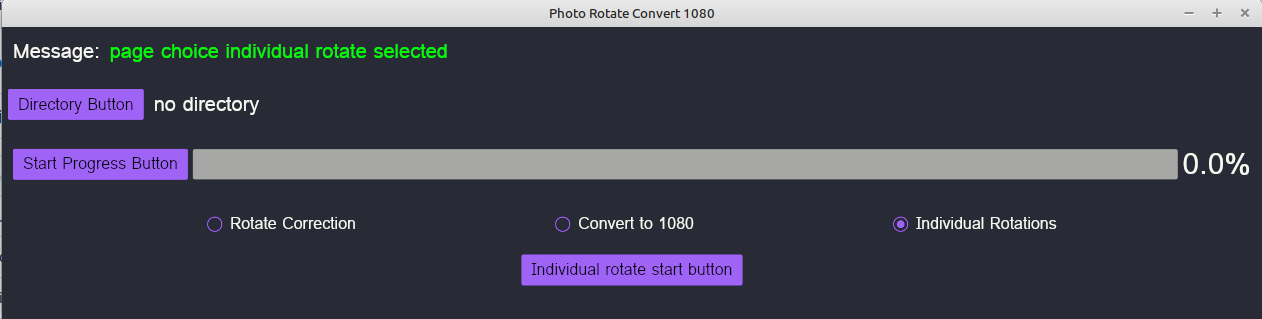 Photo Rotate Convert 1080
Message: page choice individual rotate selected
Directory Button no directory
Start Progress Button 0.0%
Rotate Correction Convert to 1080 Individual Rotations
Individual rotate start button